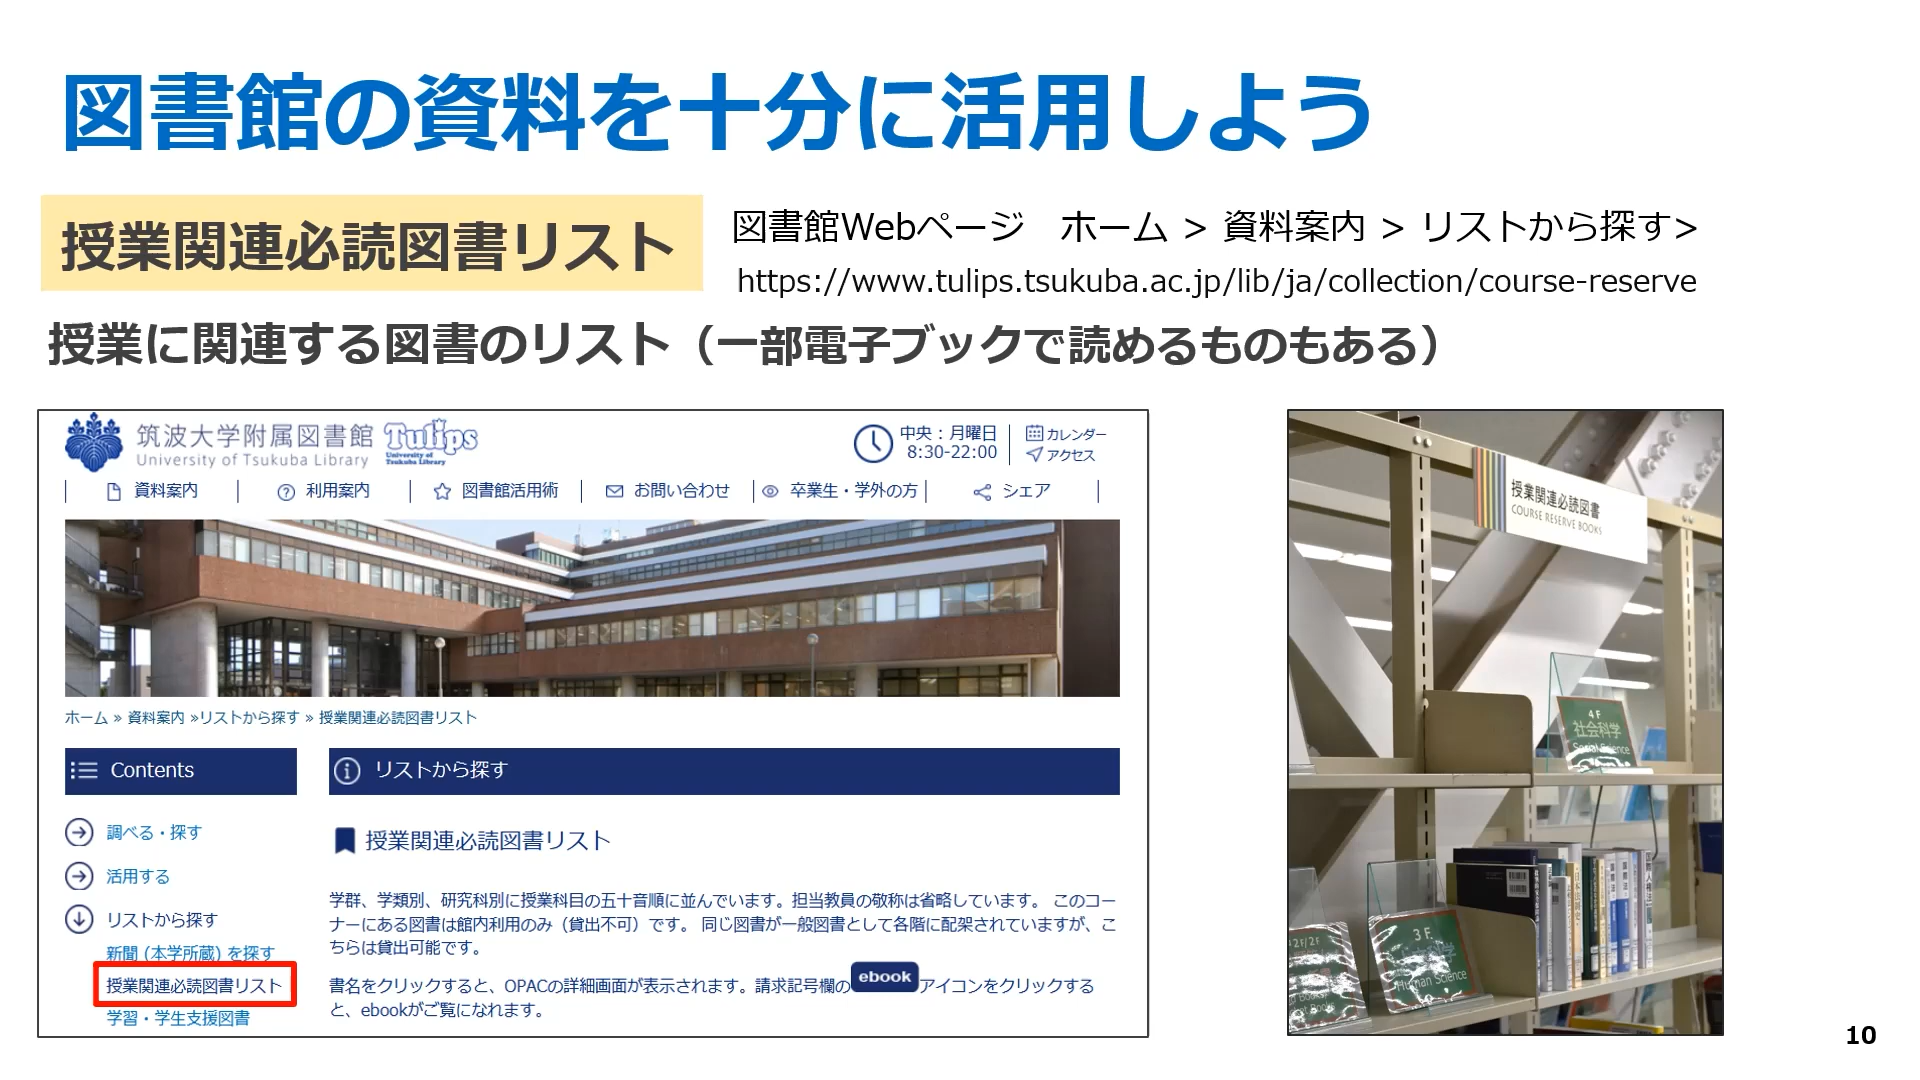 図書館の資料を十分に活用しよう
授業関連必読図書リスト
図書館Webページ　ホーム > 資料案内 > リストから探す>
https://www.tulips.tsukuba.ac.jp/lib/ja/collection/course-reserve
授業に関連する図書のリスト（一部電子ブックで読めるものもある）
筑波大学附属図書館
University of Tsukuba Library
Tulips
University of
Tsukuba Library
中央：月曜日
8:30-22:00
カレンダー
アクセス
資料案内
利用案内
図書館活用術
お問い合わせ
卒業生・学外の方
シェア
ホーム » 資料案内 »リストから探す » 授業関連必読図書リスト
Contents
調べる・探す
活用する
リストから探す
新聞 (本学所蔵) を探す
授業関連必読図書リスト
学習・学生支援図書
リストから探す
授業関連必読図書リスト
学群、学類別、研究科別に授業科目の五十音順に並んでいます。担当教員の敬称は省略しています。 このコー
ナーにある図書は館内利用のみ（貸出不可）です。 同じ図書が一般図書として各階に配架されていますが、こ
ちらは貸出可能です。
書名をクリックすると、OPACの詳細画面が表示されます。請求記号欄の ebook アイコンをクリックする
と、ebookがご覧になれます。
授業関連必読図書
COURSE RESERVE BOOKS
4F
社会科学
Social Science
3F
Human Science
2F/2F
10